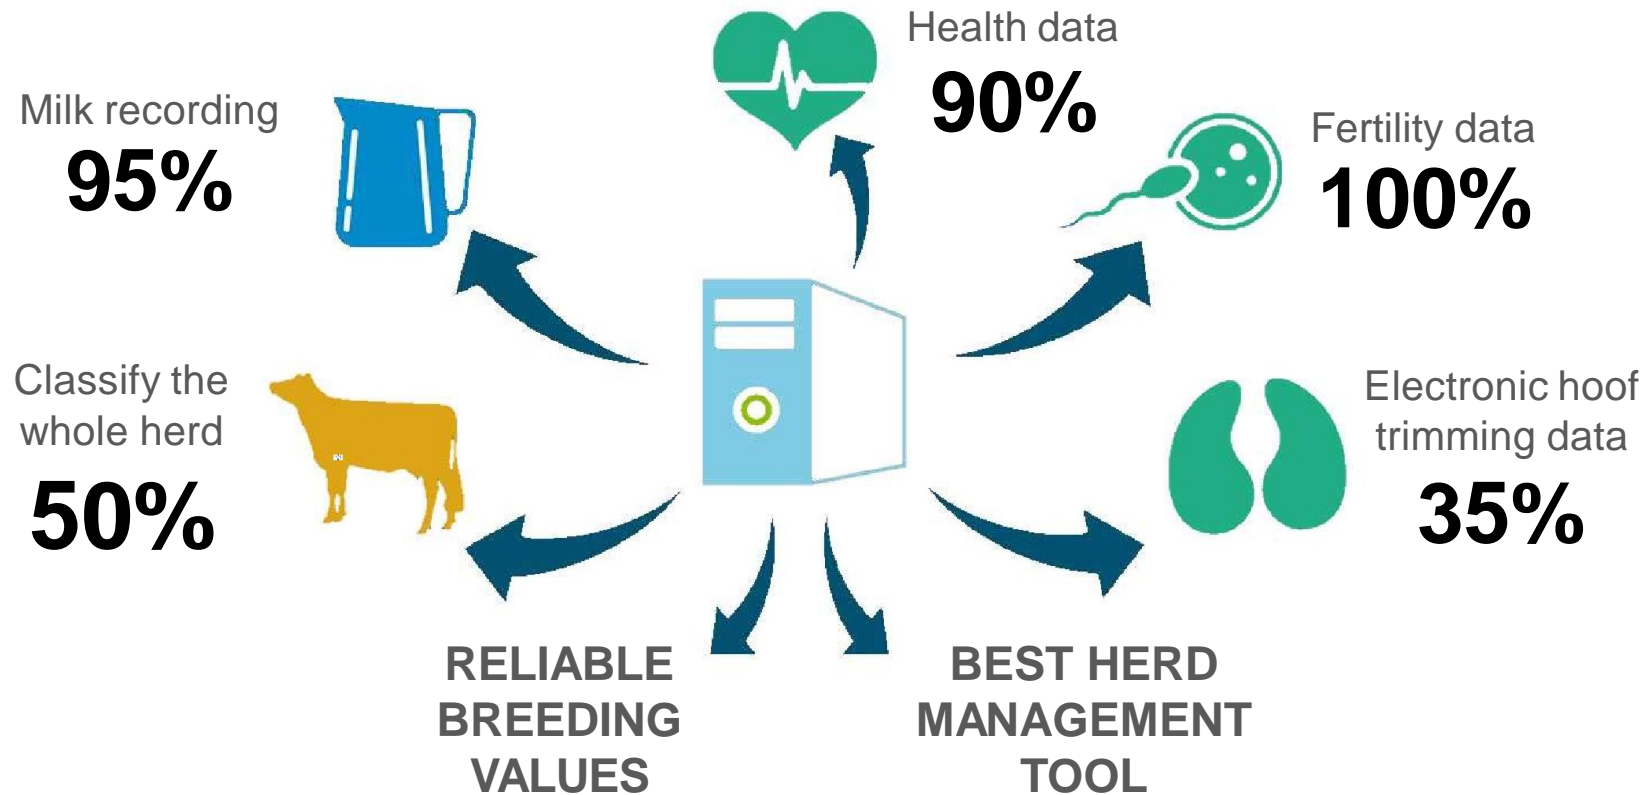 Health data
90%
Milk recording
95%
Fertility data
100%
Classify the
whole herd
50%
Electronic hoof
trimming data
35%
RELIABLE
BREEDING
VALUES
BEST HERD
MANAGEMENT
TOOL